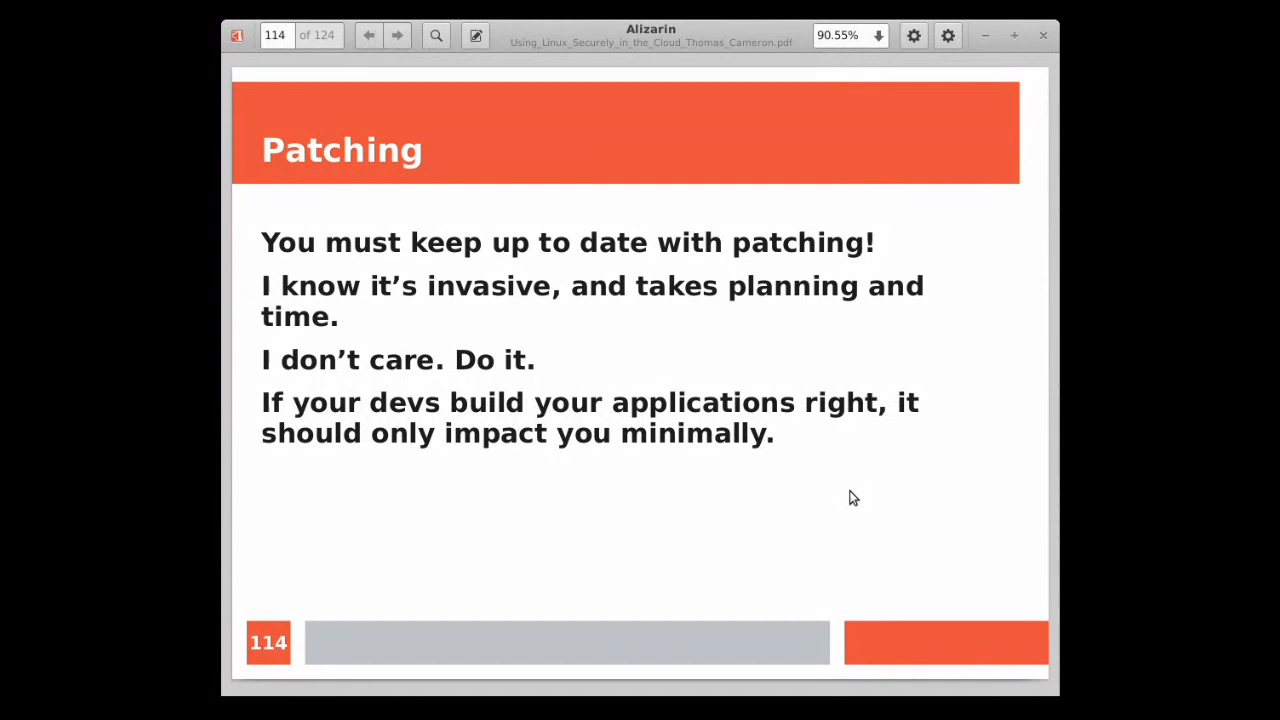 114 of 124
Alizarin
Using_Linux_Securely_in_the_Cloud_Thomas_Cameron.pdf
90.55%
Patching
You must keep up to date with patching!
I know it’s invasive, and takes planning and
time.
I don’t care. Do it.
If your devs build your applications right, it
should only impact you minimally.
114